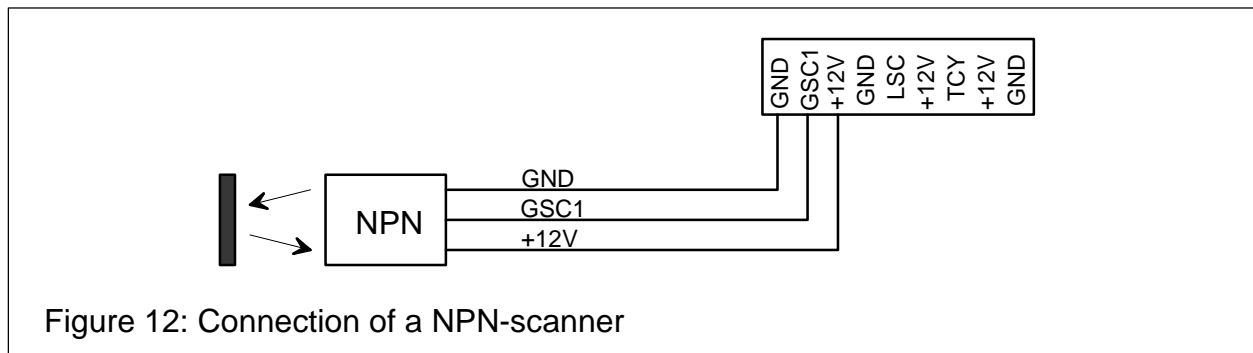 GND
GSC1
+12V
GND
LSC
+12V
TCY
+12V
GND
GND
GSC1
+12V
NPN
Figure 12: Connection of a NPN-scanner